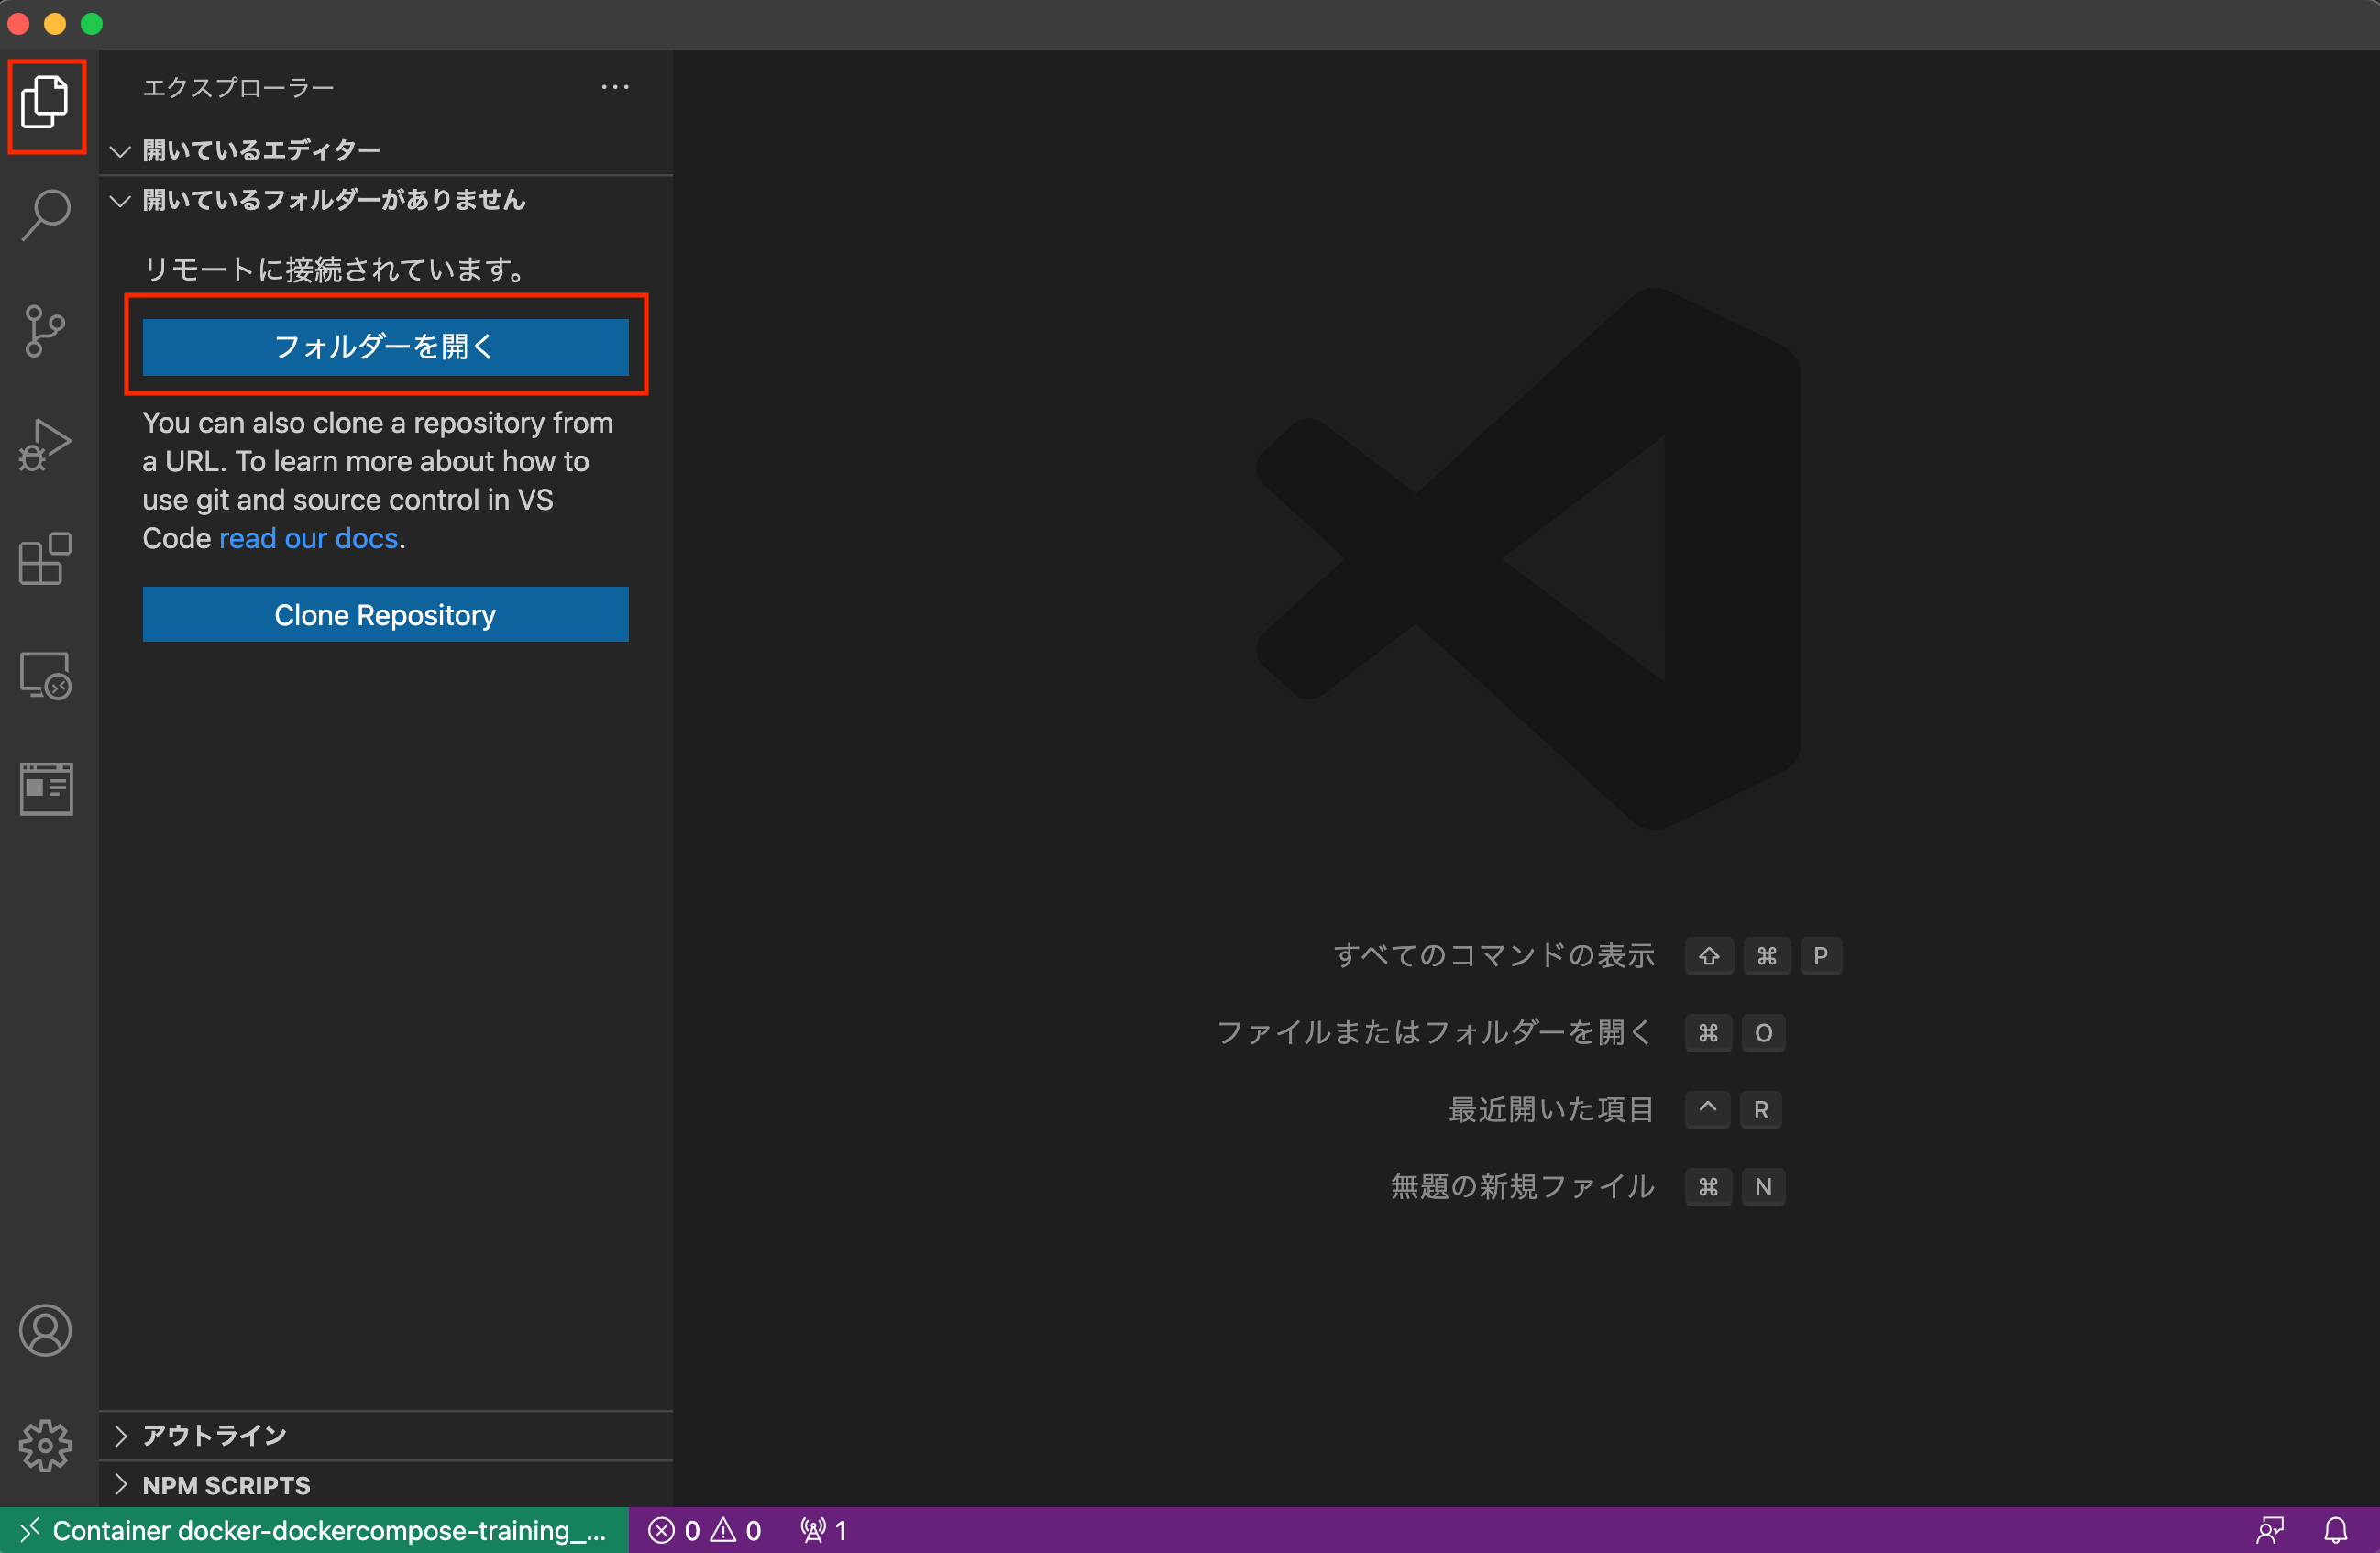 エクスプローラー
開いているエディター
開いているフォルダーがありません
リモートに接続されています。
フォルダーを開く
You can also clone a repository from
a URL. To learn more about how to
use git and source control in VS
Code read our docs.
Clone Repository
すべてのコマンドの表示 ⇧ ⌘ P
ファイルまたはフォルダーを開く ⌘ O
最近開いた項目 ^ R
無題の新規ファイル ⌘ N
アウトライン
NPM SCRIPTS
Container docker-dockercompose-training_... 0 0 1